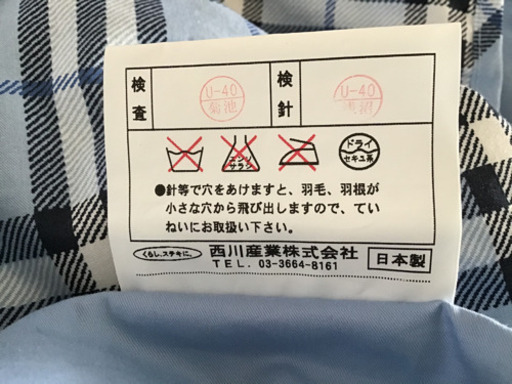 検査 U-40 菊池 検針 U-40
エンソサラシ ドライ セキユ系
●針等で穴をあけますと、羽毛、羽根が
小さな穴から飛び出しますので、てい
ねいにお取扱い下さい。
くらし、ステキに。 西川産業株式会社
TEL. 03-3664-8161 日本製